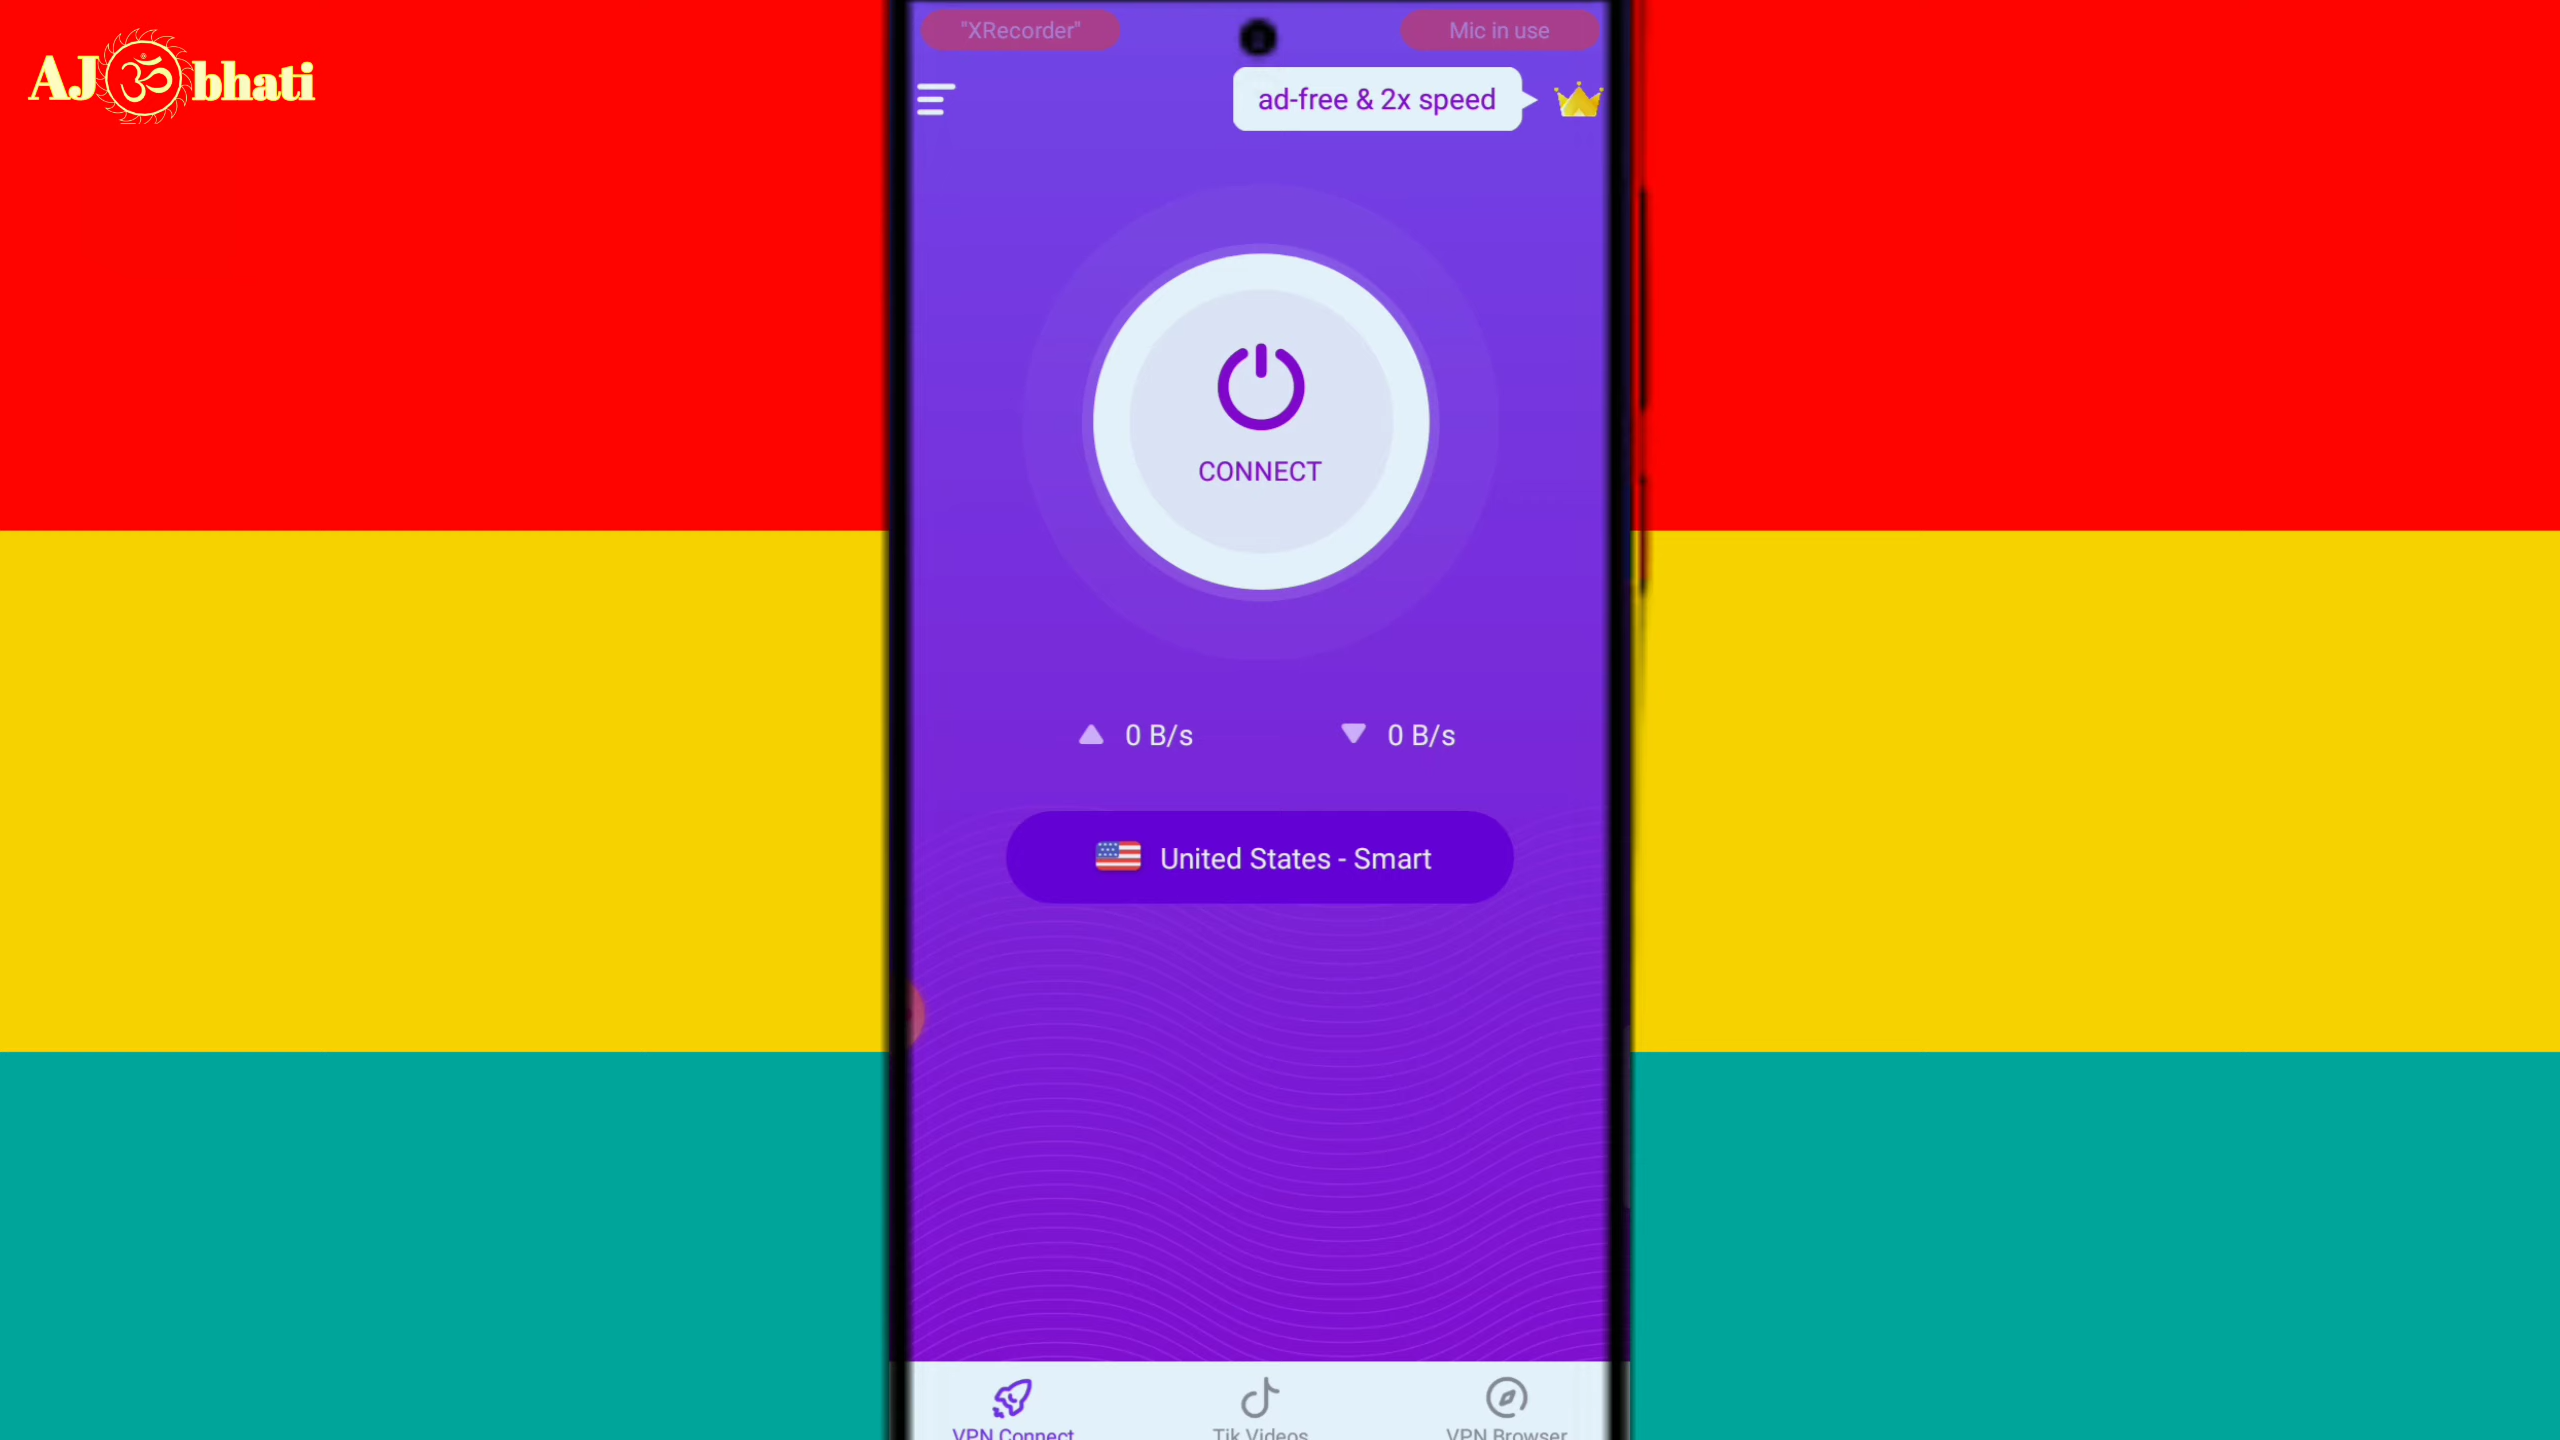 AJ ॐ bhati
"XRecorder"
Mic in use
ad-free & 2x speed
CONNECT
0 B/s
0 B/s
United States - Smart
VPN Connect
Tik Videos
VPN Browser